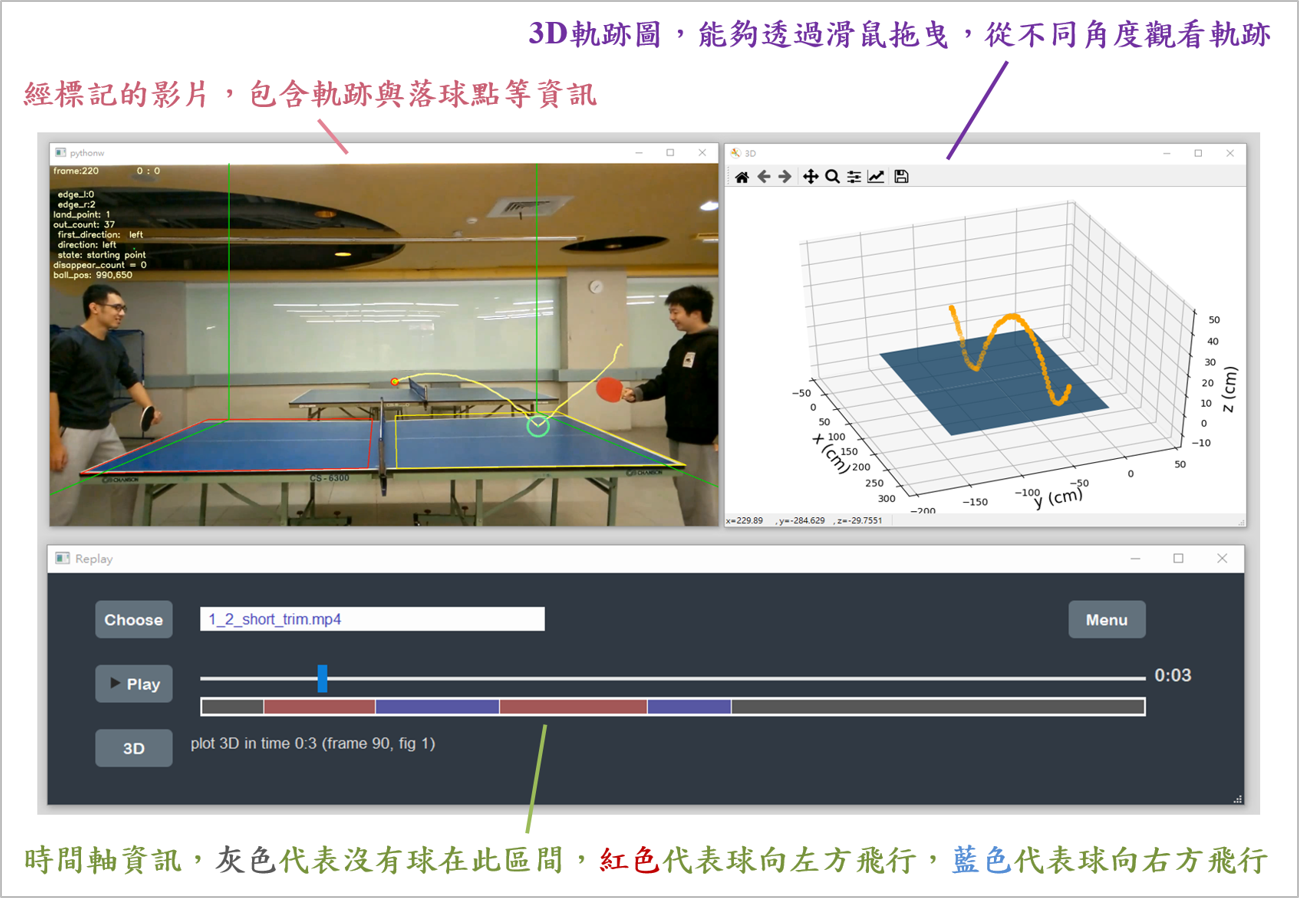 3D軌跡圖，能夠透過滑鼠拖曳，從不同角度觀看軌跡
經標記的影片，包含軌跡與落球點等資訊
pythonw
frame:220 0 : 0
edge_l:0
edge_r:2
land_point: 1
out_count: 37
first_direction: left
direction: left
state: starting point
disappear_count = 0
ball_pos: 990,650
CS-6300
3D
50
40
30
20
10
0
−10
z (cm)
−50
0
50
100
150
200
250
300
x (cm)
−200
−150
−100
−50
0
50
y (cm)
x=229.89 , y=-284.629 , z=-29.7551
Replay
Choose 1_2_short_trim.mp4 Menu
Play 0:03
3D plot 3D in time 0:3 (frame 90, fig 1)
時間軸資訊，灰色代表沒有球在此區間，紅色代表球向左方飛行，藍色代表球向右方飛行